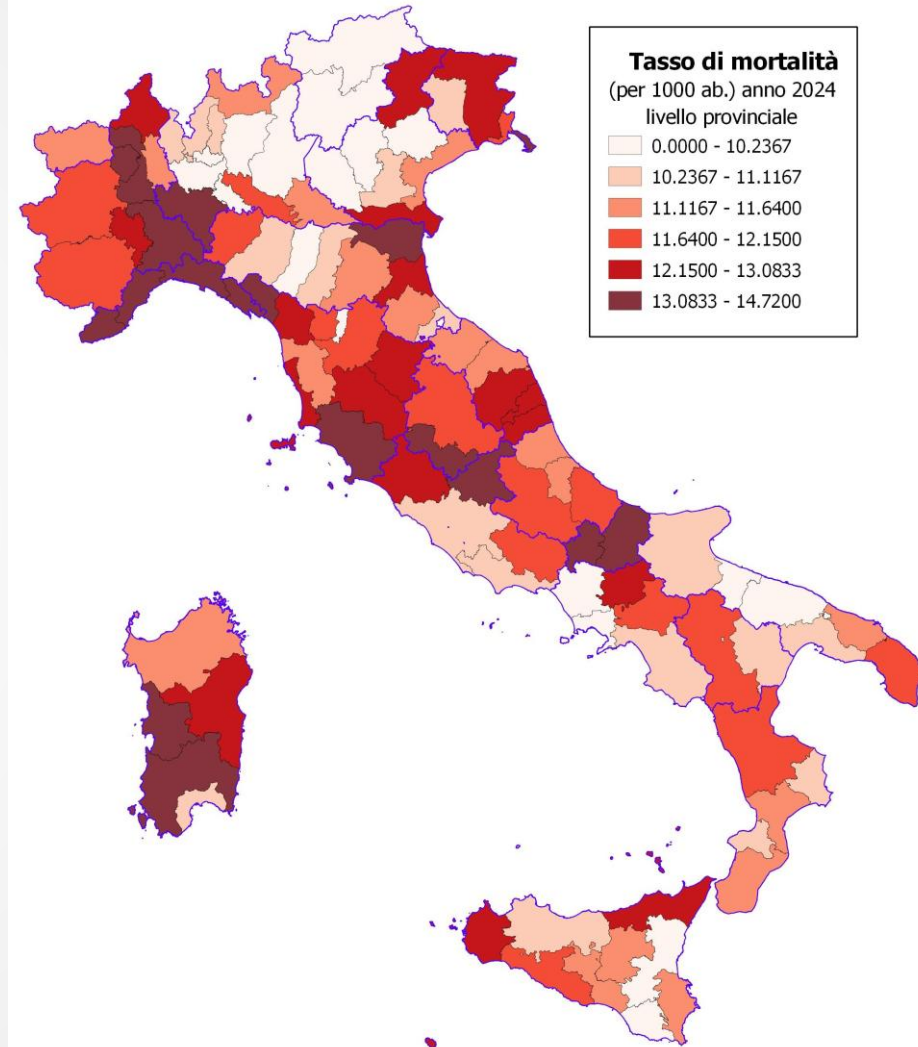 Tasso di mortalità
(per 1000 ab.) anno 2024
livello provinciale
0.0000 - 10.2367
10.2367 - 11.1167
11.1167 - 11.6400
11.6400 - 12.1500
12.1500 - 13.0833
13.0833 - 14.7200